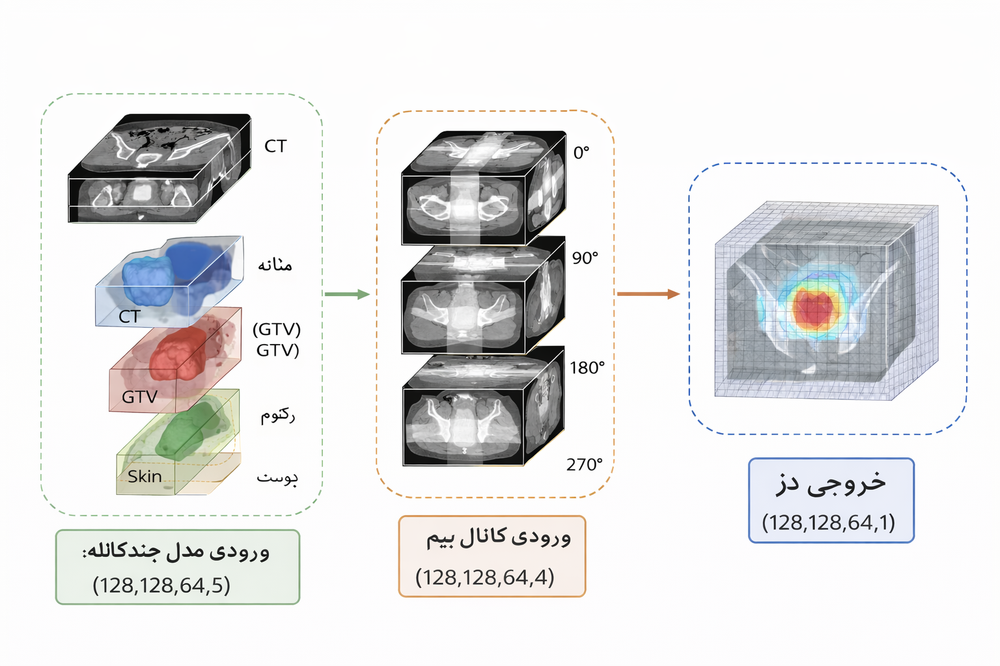 CT
مثانه
CT
(GTV)
GTV)
GTV
رکتوم
Skin
پوست
ورودی مدل جندکانله:
(128,128,64,5)
0°
90°
180°
270°
ورودی کانال بیم
(128,128,64,4)
خروجی دز
(128,128,64,1)